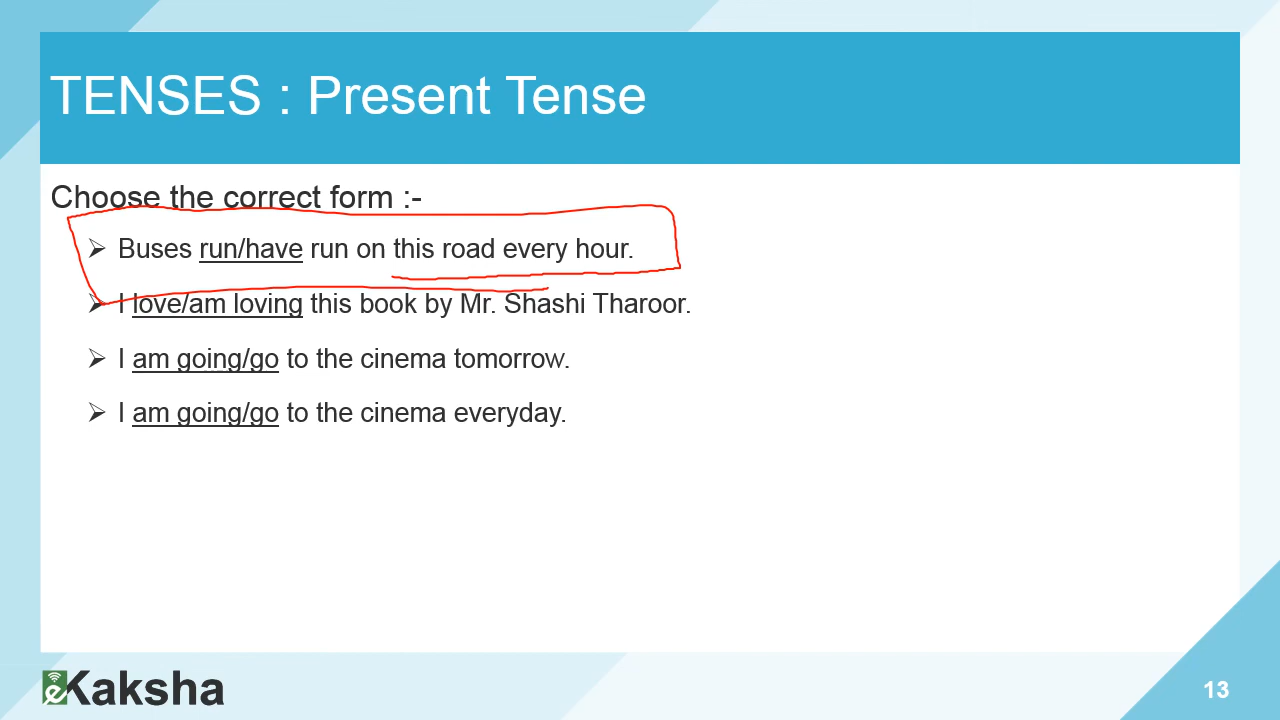 TENSES : Present Tense
Choose the correct form :-
Buses run/have run on this road every hour.
I love/am loving this book by Mr. Shashi Tharoor.
I am going/go to the cinema tomorrow.
I am going/go to the cinema everyday.
eKaksha
13